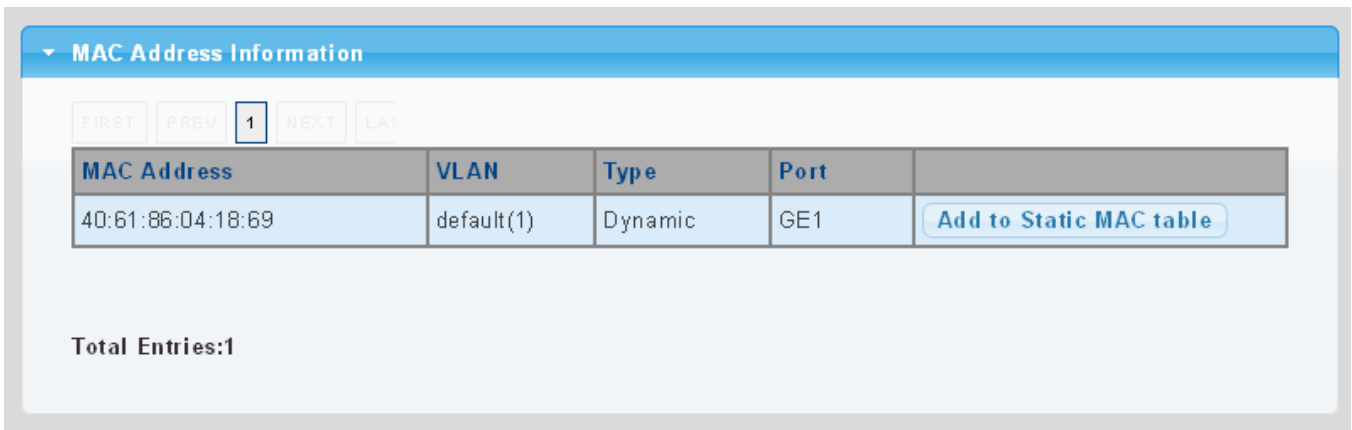 MAC Address Information
FIRST PREV 1 NEXT LAS
MAC Address VLAN Type Port
40:61:86:04:18:69 default(1) Dynamic GE1 Add to Static MAC table
Total Entries:1